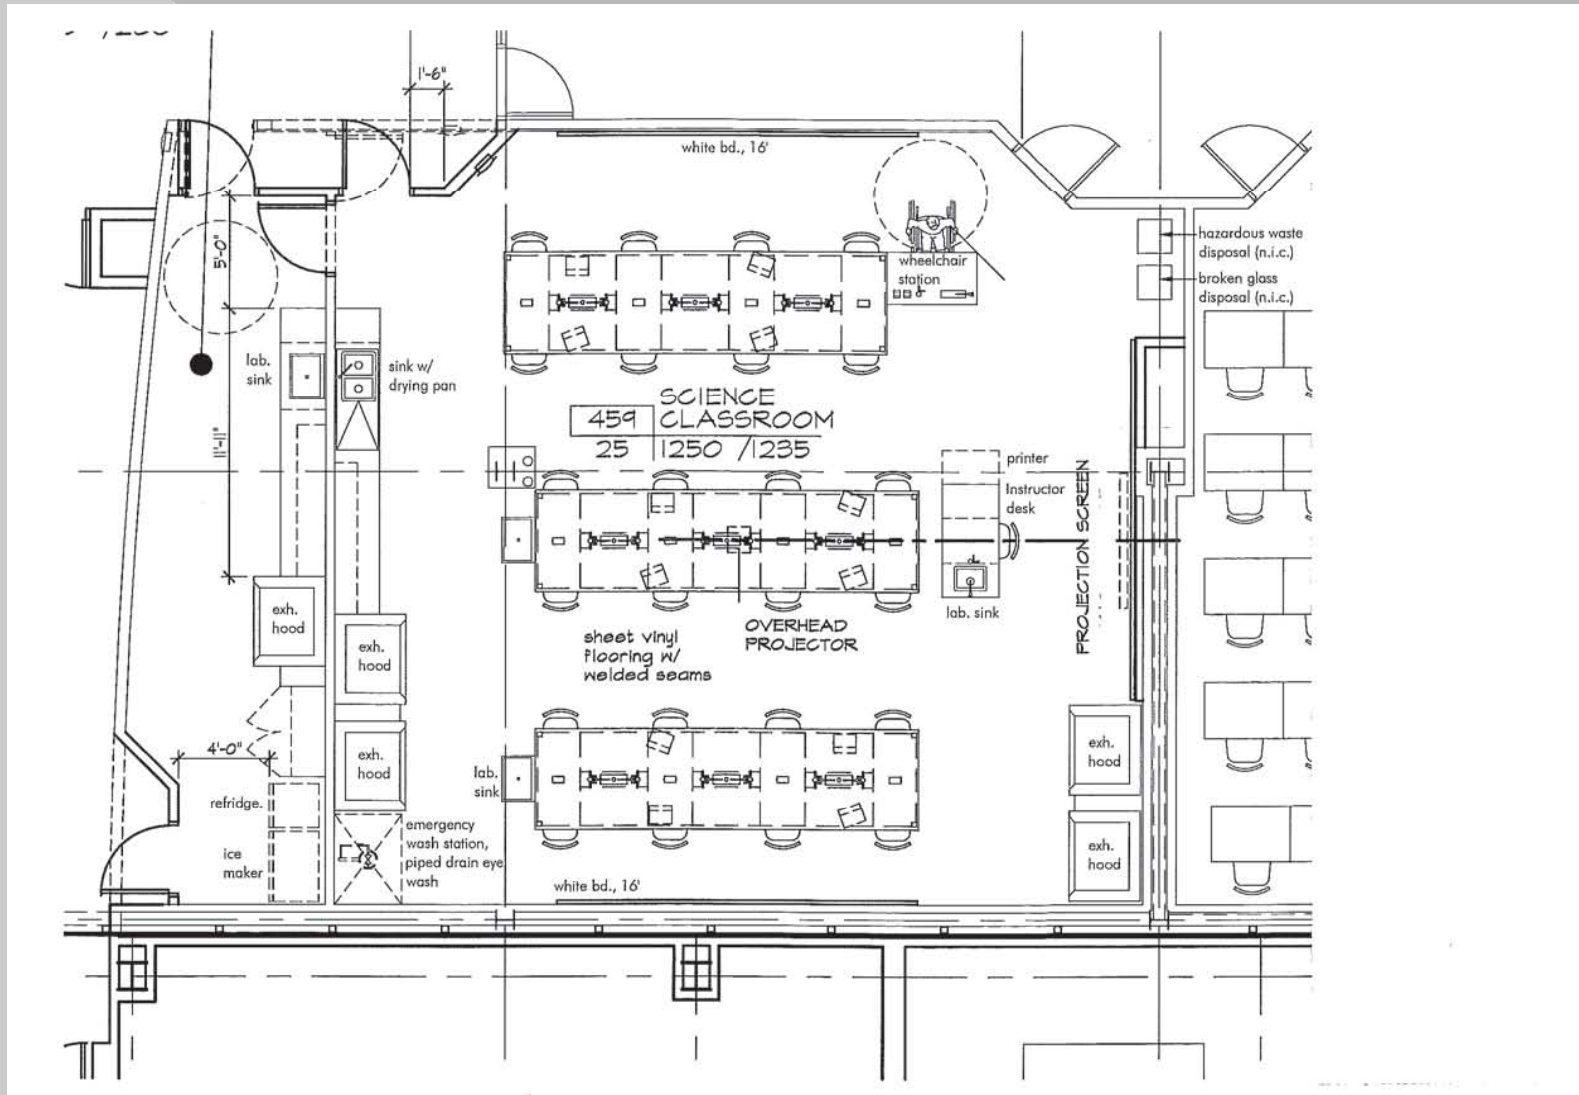 1'-6"
white bd., 16'
5'-0"
hazardous waste
disposal (n.i.c.)
broken glass
disposal (n.i.c.)
wheelchair
station
lab.
sink
sink w/
drying pan
11'-11"
SCIENCE
459 CLASSROOM
25 1250 /1235
printer
Instructor
desk
PROJECTION SCREEN
lab. sink
exh.
hood
exh.
hood
OVERHEAD
PROJECTOR
sheet vinyl
flooring w/
welded seams
4'-0"
exh.
hood
exh.
hood
lab.
sink
refridge.
ice
maker
emergency
wash station,
piped drain eye
wash
exh.
hood
white bd., 16'